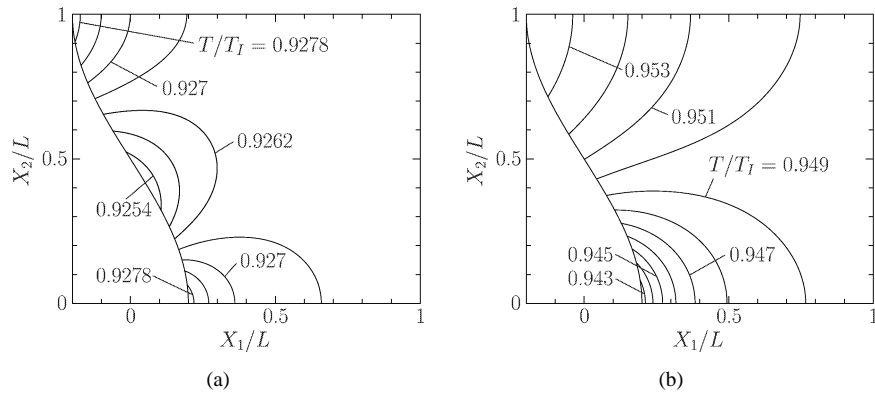 1
T/T_I = 0.9278
0.927
0.9262
0.5
X_2/L
0.9254
0.9278
0.927
0
0
0.5
1
X_1/L
(a)
1
0.953
0.951
0.5
X_2/L
T/T_I = 0.949
0.945
0.947
0.943
0
0
0.5
1
X_1/L
(b)